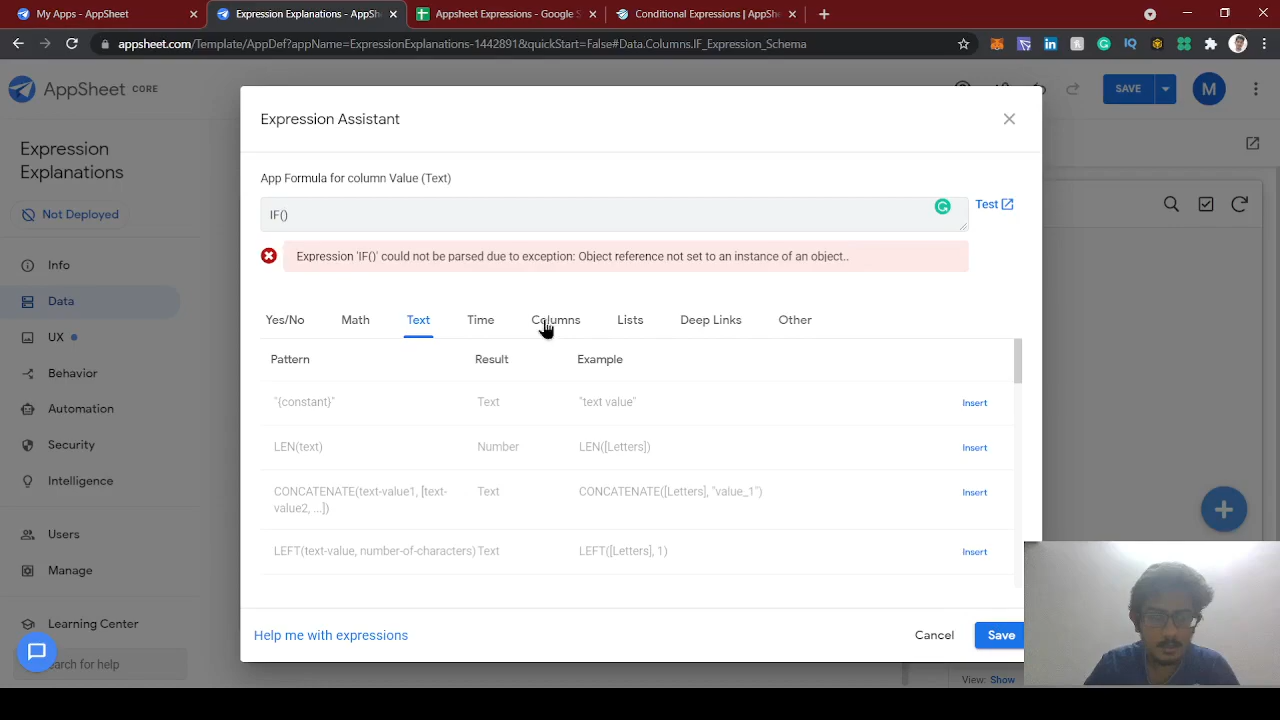 My Apps - AppSheet
Expression Explanations - AppSh
Appsheet Expressions - Google S
Conditional Expressions | AppShe
appsheet.com/Template/AppDef?appName=ExpressionExplanations-1442891&quickStart=False#Data.Columns.IF_Expression_Schema
AppSheet CORE
SAVE
M
Expression Assistant
Expression
Explanations
Not Deployed
Info
Data
UX
Behavior
Automation
Security
Intelligence
Users
Manage
Learning Center
earch for help
App Formula for column Value (Text)
IF()
Test
Expression 'IF()' could not be parsed due to exception: Object reference not set to an instance of an object..
Yes/No Math Text Time Columns Lists Deep Links Other
Pattern Result Example
"{constant}" Text "text value" Insert
LEN(text) Number LEN([Letters]) Insert
CONCATENATE(text-value1, [text- Text CONCATENATE([Letters], "value_1") Insert
value2, ...])
LEFT(text-value, number-of-characters) Text LEFT([Letters], 1) Insert
Help me with expressions
Cancel
Save
View: Show